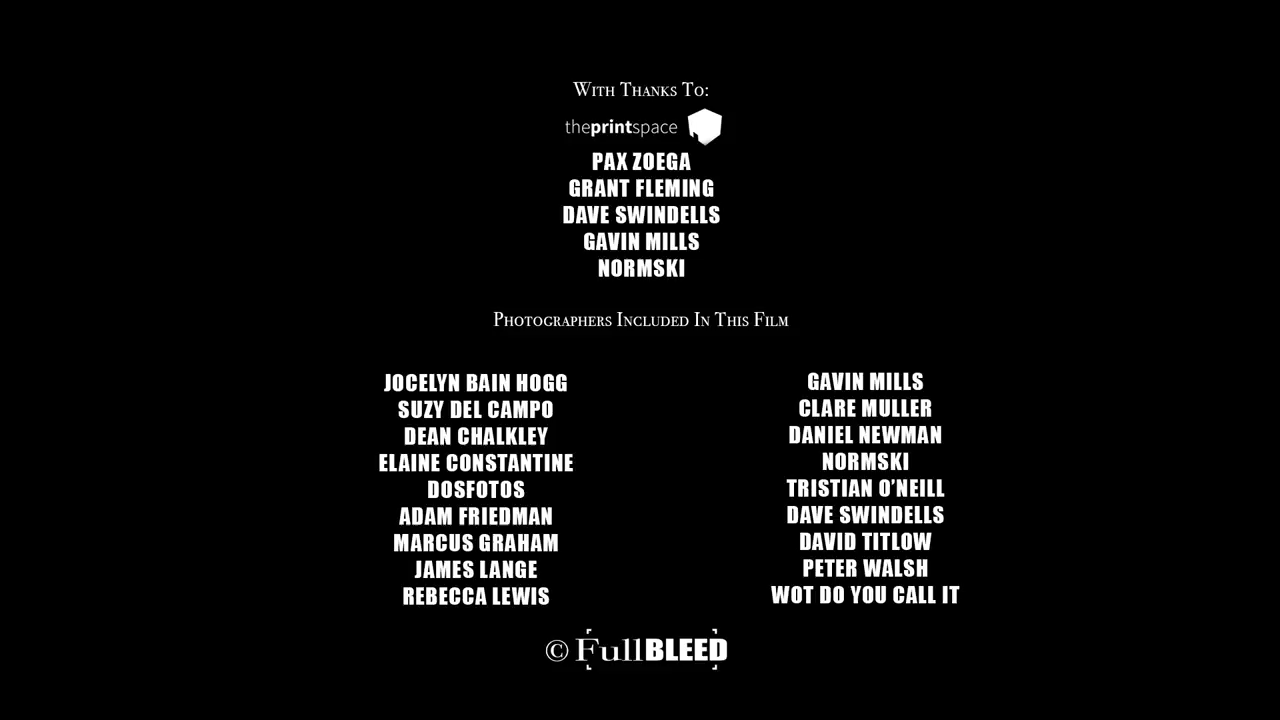 With Thanks To:
theprintspace
PAX ZOEGA
GRANT FLEMING
DAVE SWINDELLS
GAVIN MILLS
NORMSKI
Photographers Included In This Film
JOCELYN BAIN HOGG
SUZY DEL CAMPO
DEAN CHALKLEY
ELAINE CONSTANTINE
DOSFOTOS
ADAM FRIEDMAN
MARCUS GRAHAM
JAMES LANGE
REBECCA LEWIS
GAVIN MILLS
CLARE MULLER
DANIEL NEWMAN
NORMSKI
TRISTIAN O’NEILL
DAVE SWINDELLS
DAVID TITLOW
PETER WALSH
WOT DO YOU CALL IT
© FullBLEED